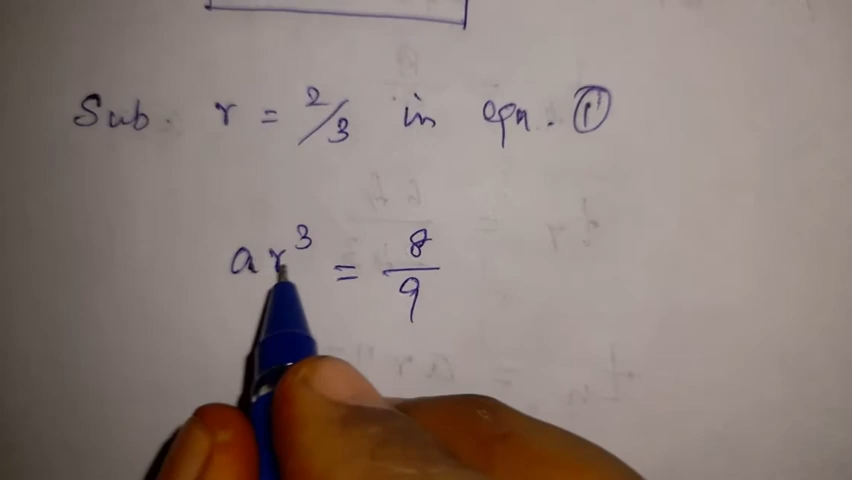 Sub. r = 2/3 in eqn. ①
ar³ = 8/9